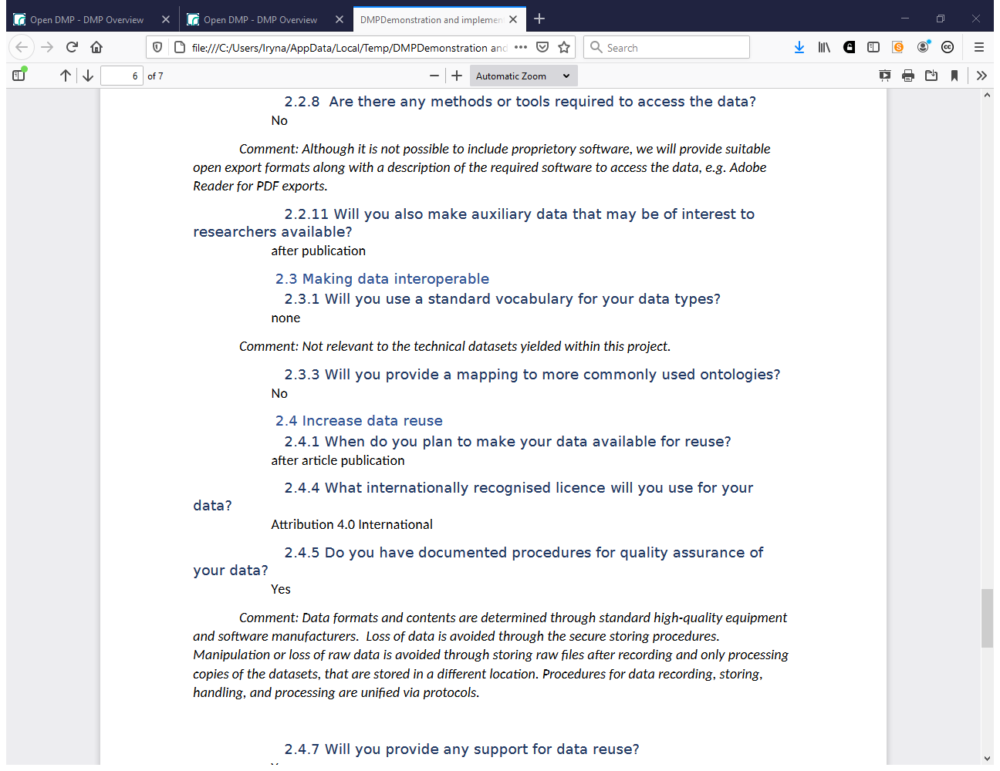 Open DMP - DMP Overview
Open DMP - DMP Overview
DMPDemonstration and implemen
file:///C:/Users/Iryna/AppData/Local/Temp/DMPDemonstration and
Search
6 of 7
Automatic Zoom
2.2.8  Are there any methods or tools required to access the data?
No
Comment: Although it is not possible to include proprietory software, we will provide suitable
open export formats along with a description of the required software to access the data, e.g. Adobe
Reader for PDF exports.
2.2.11 Will you also make auxiliary data that may be of interest to
researchers available?
after publication
2.3 Making data interoperable
2.3.1 Will you use a standard vocabulary for your data types?
none
Comment: Not relevant to the technical datasets yielded within this project.
2.3.3 Will you provide a mapping to more commonly used ontologies?
No
2.4 Increase data reuse
2.4.1 When do you plan to make your data available for reuse?
after article publication
2.4.4 What internationally recognised licence will you use for your
data?
Attribution 4.0 International
2.4.5 Do you have documented procedures for quality assurance of
your data?
Yes
Comment: Data formats and contents are determined through standard high-quality equipment
and software manufacturers.  Loss of data is avoided through the secure storing procedures.
Manipulation or loss of raw data is avoided through storing raw files after recording and only processing
copies of the datasets, that are stored in a different location. Procedures for data recording, storing,
handling, and processing are unified via protocols.
2.4.7 Will you provide any support for data reuse?